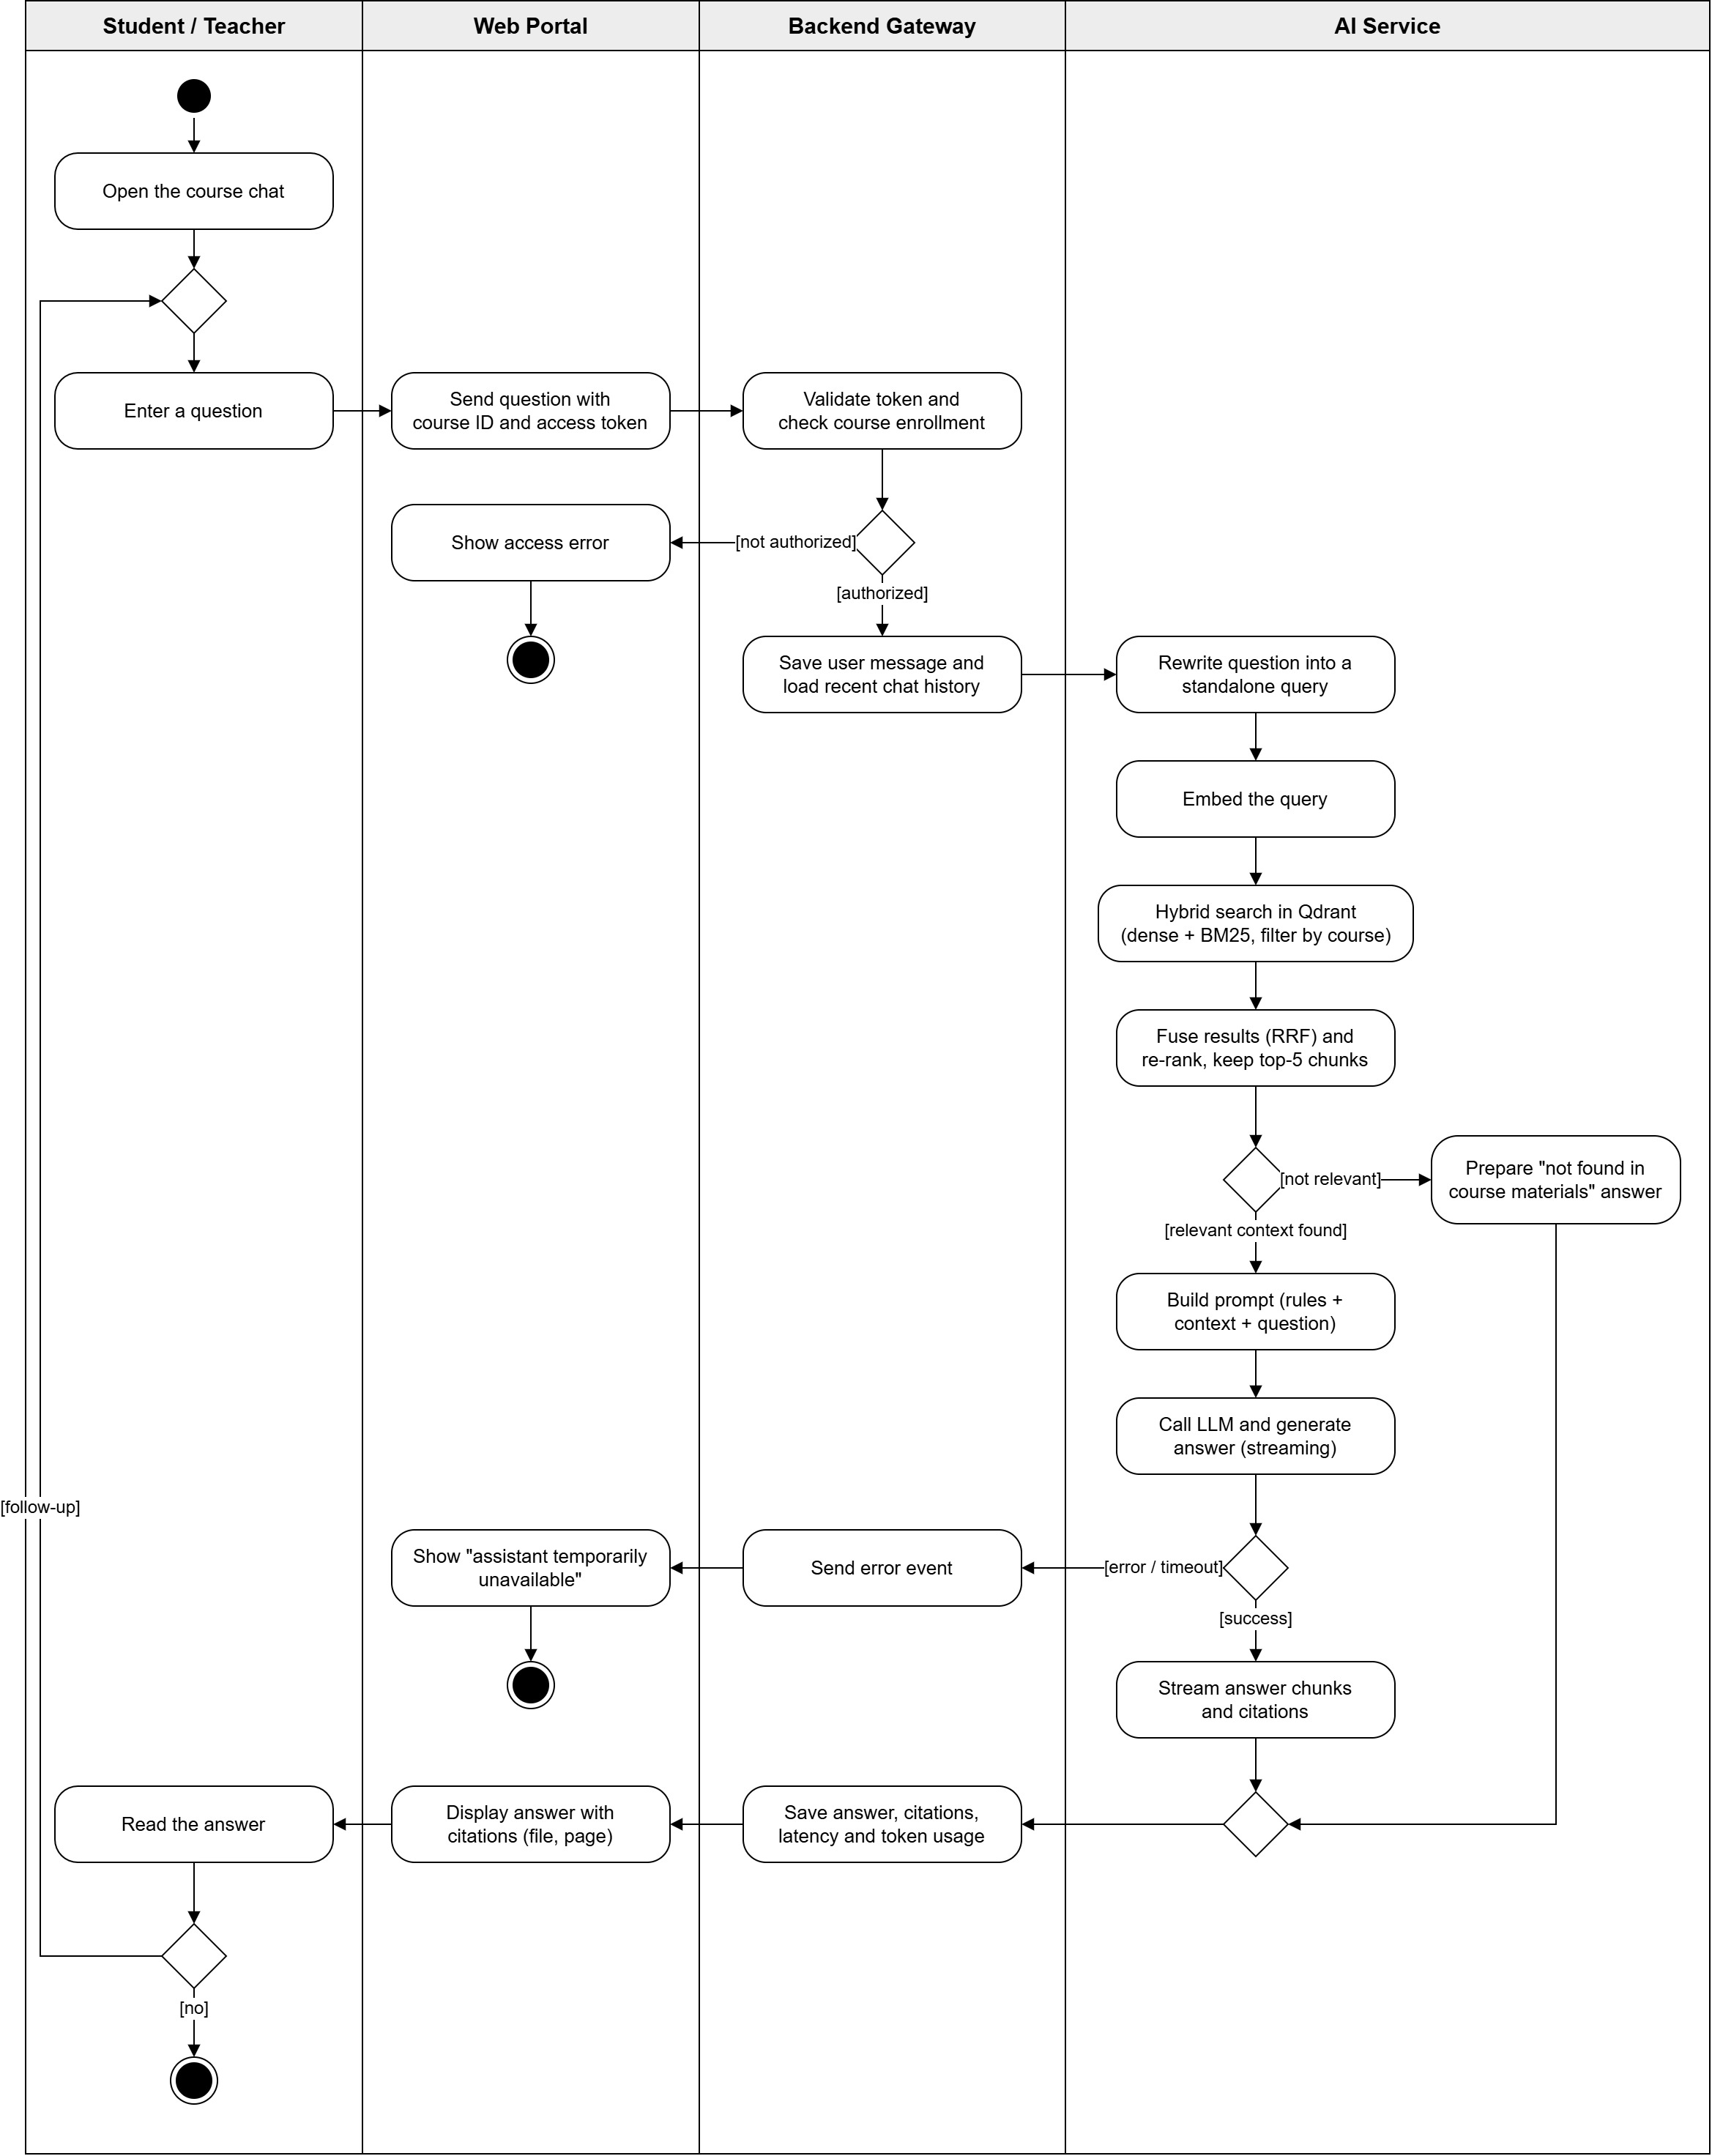 Student / Teacher
Web Portal
Backend Gateway
AI Service
Open the course chat
Enter a question
Send question with
course ID and access token
Validate token and
check course enrollment
Show access error
[not authorized]
[authorized]
Save user message and
load recent chat history
Rewrite question into a
standalone query
Embed the query
Hybrid search in Qdrant
(dense + BM25, filter by course)
Fuse results (RRF) and
re-rank, keep top-5 chunks
[not relevant]
Prepare "not found in
course materials" answer
[relevant context found]
Build prompt (rules +
context + question)
Call LLM and generate
answer (streaming)
[follow-up]
Show "assistant temporarily
unavailable"
Send error event
[error / timeout]
[success]
Stream answer chunks
and citations
Read the answer
Display answer with
citations (file, page)
Save answer, citations,
latency and token usage
[no]